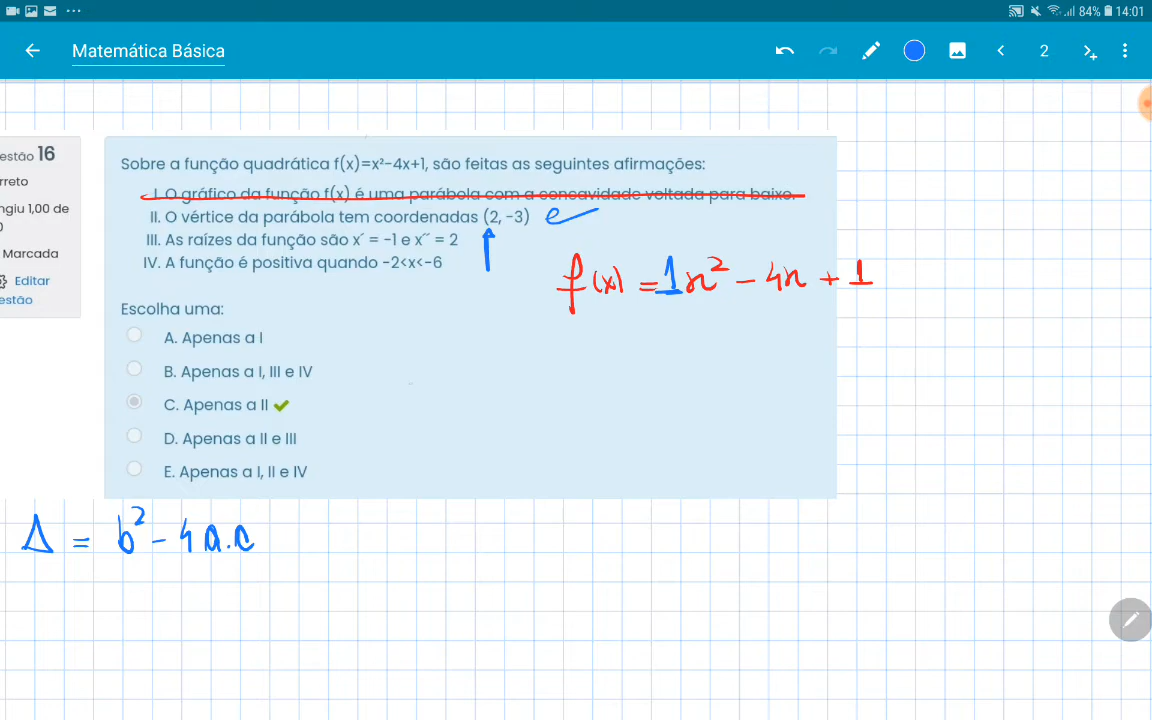 84% 14:01
Matemática Básica
2
estão 16
rreto
ngiu 1,00 de
0
Marcada
Editar
estão
Sobre a função quadrática f(x)=x²-4x+1, são feitas as seguintes afirmações:
I. O gráfico da função f(x) é uma parábola com a concavidade voltada para baixo.
II. O vértice da parábola tem coordenadas (2, -3)
III. As raízes da função são x´ = -1 e x´´ = 2
IV. A função é positiva quando -2<x<-6
f(x) = 1x² - 4x + 1
Escolha uma:
A. Apenas a I
B. Apenas a I, III e IV
C. Apenas a II
D. Apenas a II e III
E. Apenas a I, II e IV
Δ = b² - 4a.c